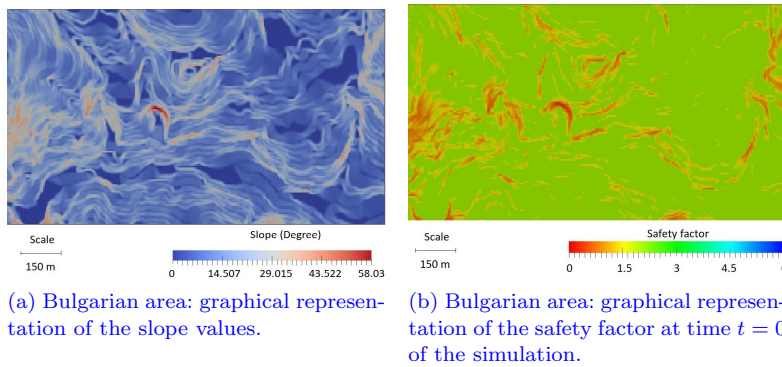 Scale
150 m
Slope (Degree)
0 14.507 29.015 43.522 58.03
Scale
150 m
Safety factor
0 1.5 3 4.5
(a) Bulgarian area: graphical represen-
tation of the slope values.
(b) Bulgarian area: graphical represen-
tation of the safety factor at time t = 0
of the simulation.